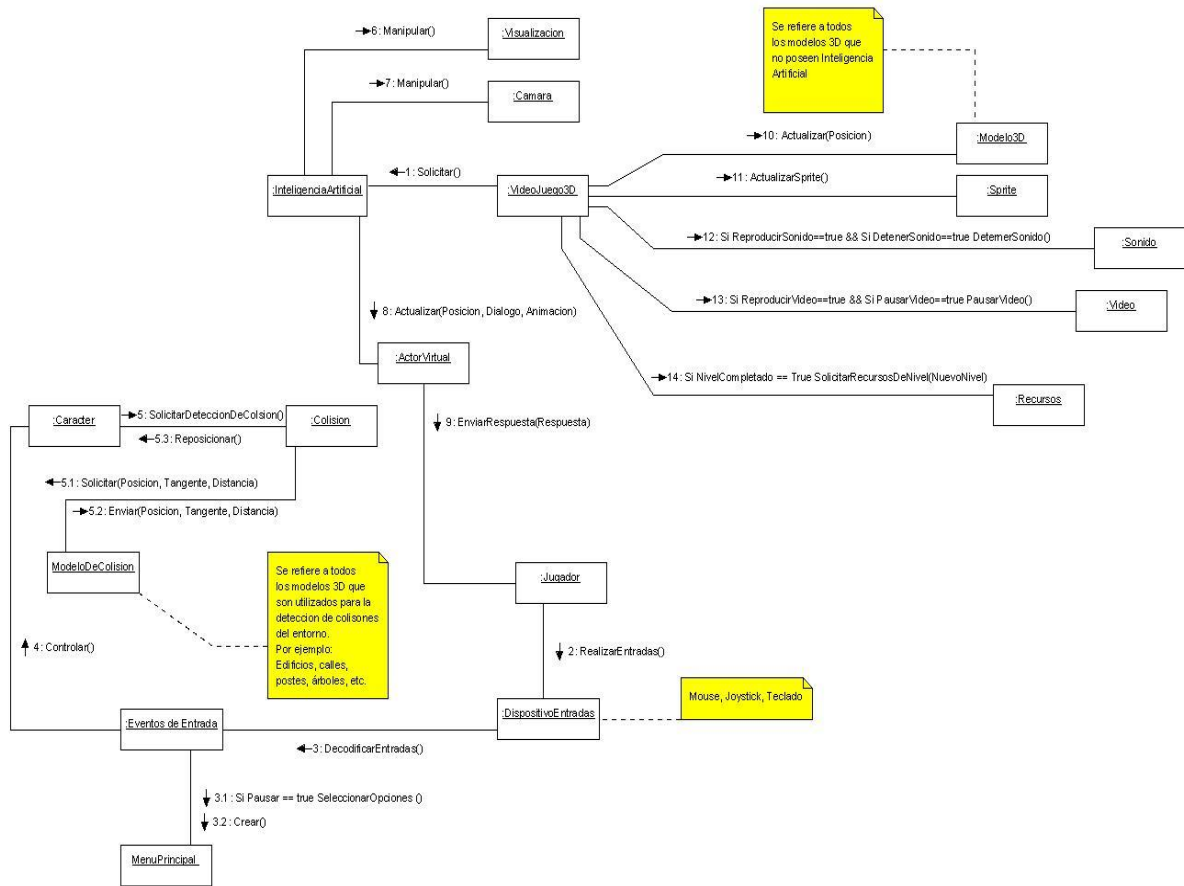 6: Manipular()
:Visualizacion
Se refiere a todos
los modelos 3D que
no poseen Inteligencia
Artificial
7: Manipular()
:Camara
10: Actualizar(Posicion)
:Modelo3D
1: Solicitar()
11: ActualizarSprite()
:InteligenciaArtificial
:VideoJuego3D
:Sprite
12: Si ReproducirSonido==true && Si DetenerSonido==true DetemerSonido()
:Sonido
13: Si ReproducirVideo==true && Si PausarVideo==true PausarVideo()
:Video
8: Actualizar(Posicion, Dialogo, Animacion)
:ActorVirtual
14: Si NivelCompletado == True SolicitarRecursosDeNivel(NuevoNivel)
:Recursos
5: SolicitarDeteccionDeColsion()
:Caracter
:Colision
9: EnviarRespuesta(Respuesta)
5.3: Reposicionar()
5.1: Solicitar(Posicion, Tangente, Distancia)
5.2: Enviar(Posicion, Tangente, Distancia)
ModeloDeColision
Se refiere a todos
los modelos 3D que
son utilizados para la
deteccion de colisones
del entorno.
Por ejemplo:
Edificios, calles,
postes, árboles, etc.
:Jugador
4: Controlar()
2: RealizarEntradas()
Mouse, Joystick, Teclado
:Eventos de Entrada
:DispositivoEntradas
3: DecodificarEntradas()
3.1 : Si Pausar == true SeleccionarOpciones ()
3.2: Crear()
MenuPrincipal